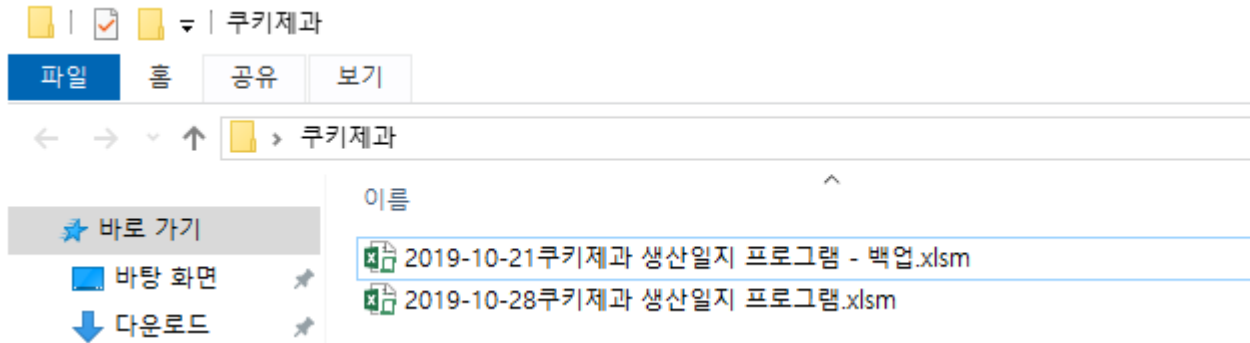 쿠키제과
파일 홈 공유 보기
쿠키제과
이름
바로 가기
2019-10-21쿠키제과 생산일지 프로그램 - 백업.xlsm
바탕 화면
2019-10-28쿠키제과 생산일지 프로그램.xlsm
다운로드